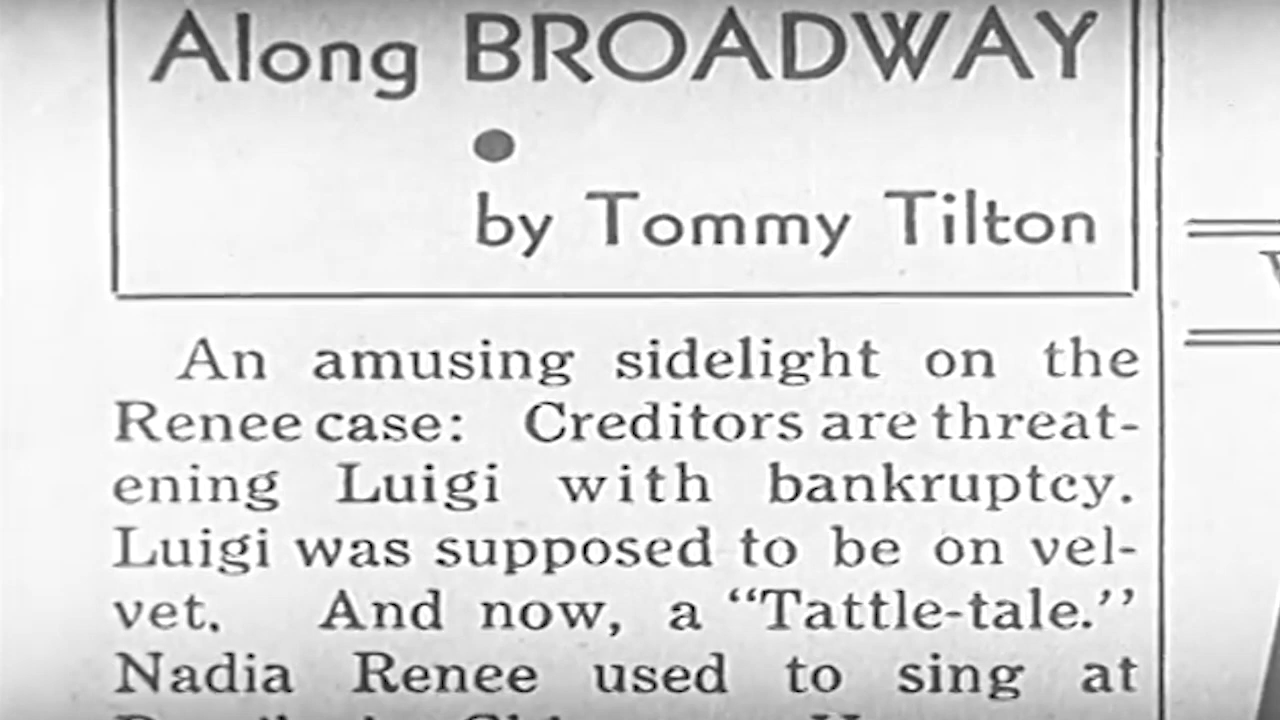 Along BROADWAY
by Tommy Tilton
An amusing sidelight on the
Renee case: Creditors are threat-
ening Luigi with bankruptcy.
Luigi was supposed to be on vel-
vet. And now, a "Tattle-tale."
Nadia Renee used to sing at